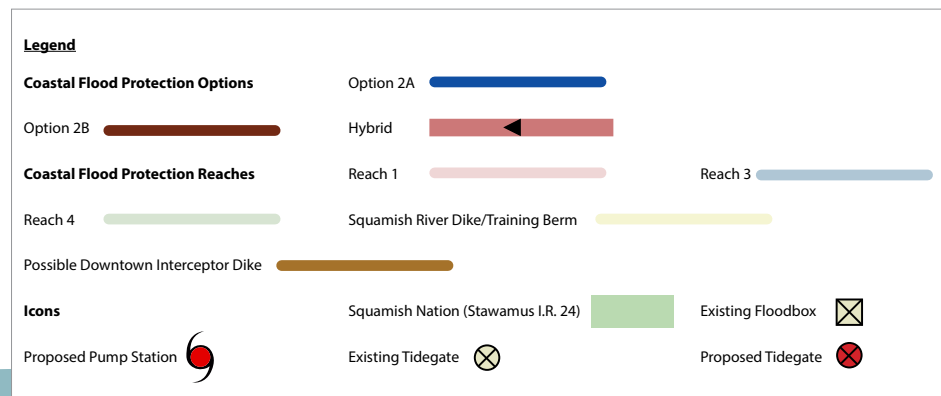 Legend
Coastal Flood Protection Options
Option 2A
Option 2B
Hybrid
Coastal Flood Protection Reaches
Reach 1
Reach 3
Reach 4
Squamish River Dike/Training Berm
Possible Downtown Interceptor Dike
Icons
Squamish Nation (Stawamus I.R. 24)
Existing Floodbox
Proposed Pump Station
Existing Tidegate
Proposed Tidegate